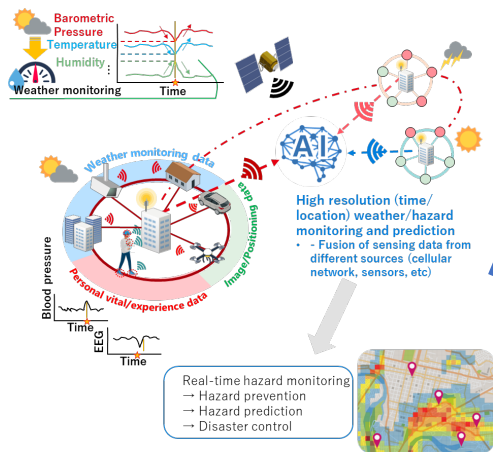 Barometric
Pressure
Temperature
Humidity
⋮
Weather monitoring
Time
AI
Weather monitoring data
Image/Positioning data
Personal vital/experience data
High resolution (time/
location) weather/hazard
monitoring and prediction
• - Fusion of sensing data from
different sources (cellular
network, sensors, etc)
Blood pressure
Time
EEG
Time
Real-time hazard monitoring
→ Hazard prevention
→ Hazard prediction
→ Disaster control